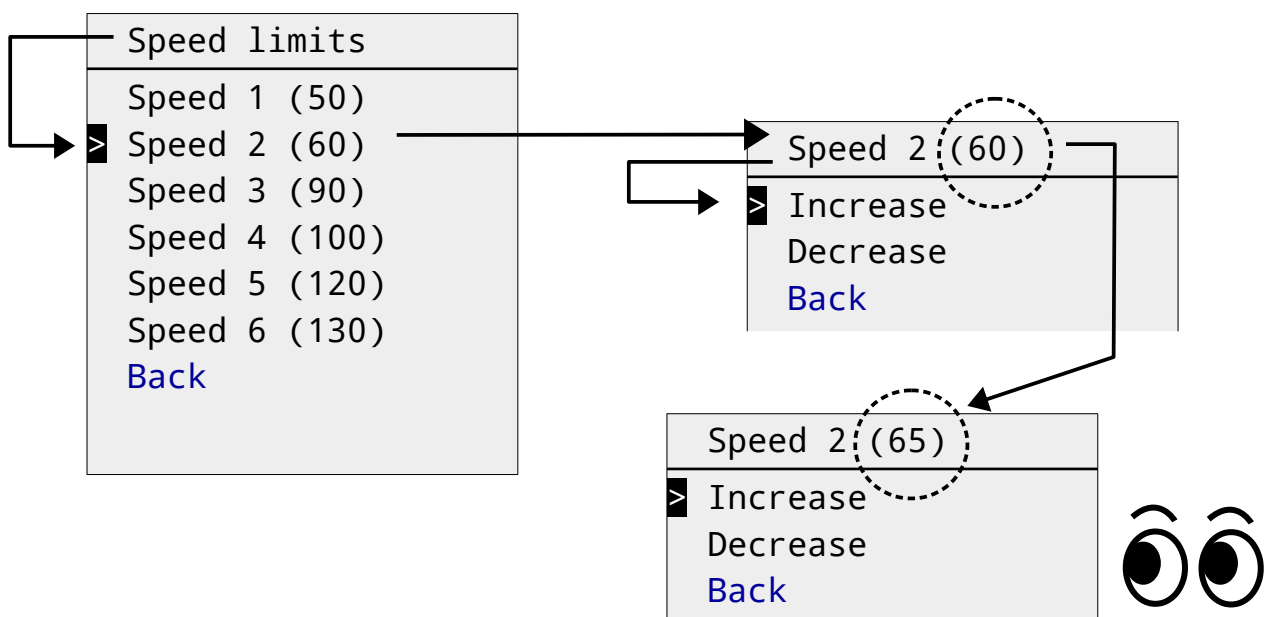 Speed limits
Speed 1 (50)
> Speed 2 (60)
Speed 3 (90)
Speed 4 (100)
Speed 5 (120)
Speed 6 (130)
Back
Speed 2 (60)
> Increase
Decrease
Back
Speed 2 (65)
> Increase
Decrease
Back